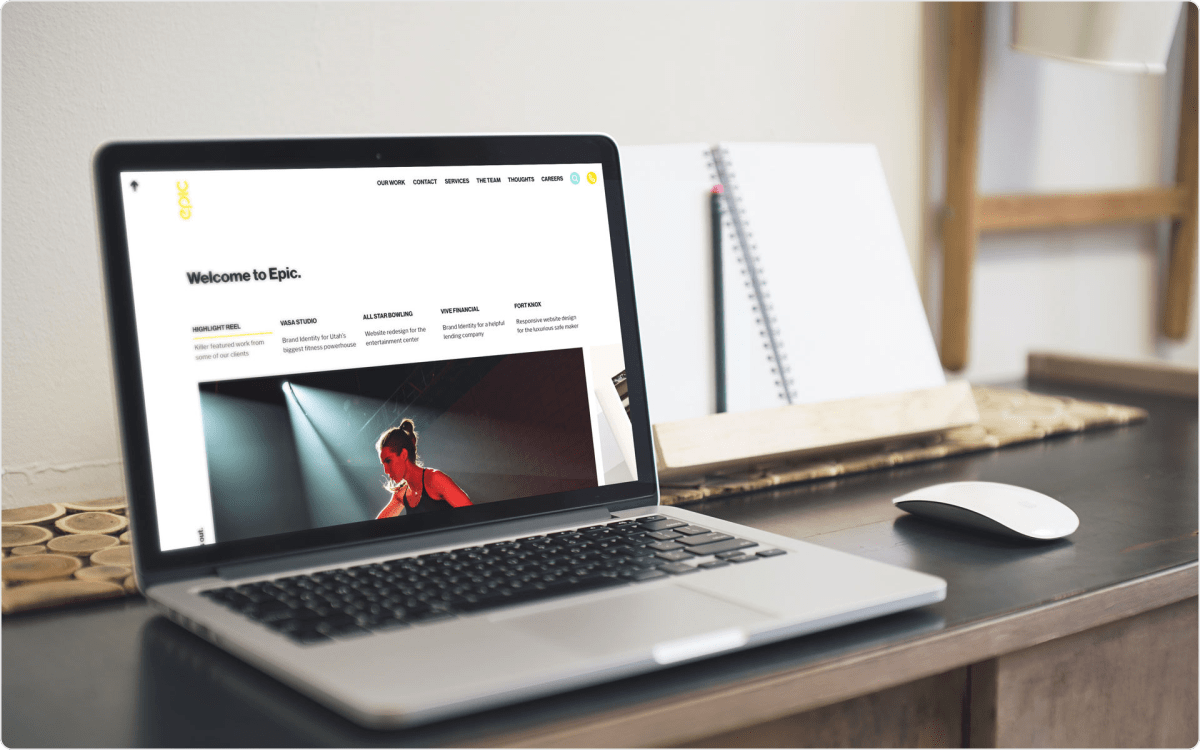 epic
OUR WORK
CONTACT
SERVICES
THE TEAM
THOUGHTS
CAREERS
Welcome to Epic.
HIGHLIGHT REEL
Killer featured work from
some of our clients
VASA STUDIO
Brand Identity for Utah's
biggest fitness powerhouse
ALL STAR BOWLING
Website redesign for the
entertainment center
VIVE FINANCIAL
Brand Identity for a helpful
lending company
FORT KNOX
Responsive website design
for the luxurious safe maker
out.